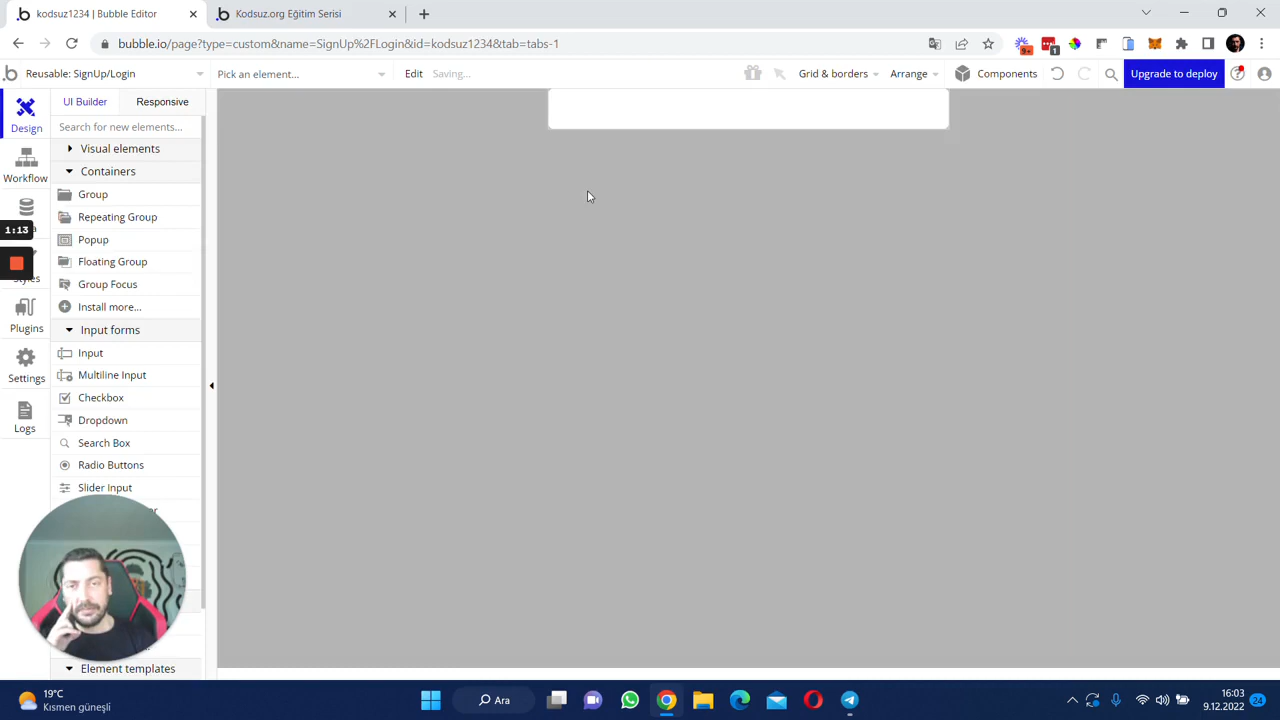 kodsuz1234 | Bubble Editor
Kodsuz.org Eğitim Serisi
bubble.io/page?type=custom&name=SignUp%2FLogin&id=kodsuz1234&tab=tabs-1
9+
1
Reusable: SignUp/Login
Pick an element...
Edit
Saving...
Grid & borders
Arrange
Components
Upgrade to deploy
Design
Workflow
Plugins
Settings
Logs
1:13
UI Builder
Responsive
Search for new elements...
Visual elements
Containers
Group
Repeating Group
Popup
Floating Group
Group Focus
Install more...
Input forms
Input
Multiline Input
Checkbox
Dropdown
Search Box
Radio Buttons
Slider Input
Element templates
19°C
Kısmen güneşli
Ara
16:03
9.12.2022
24